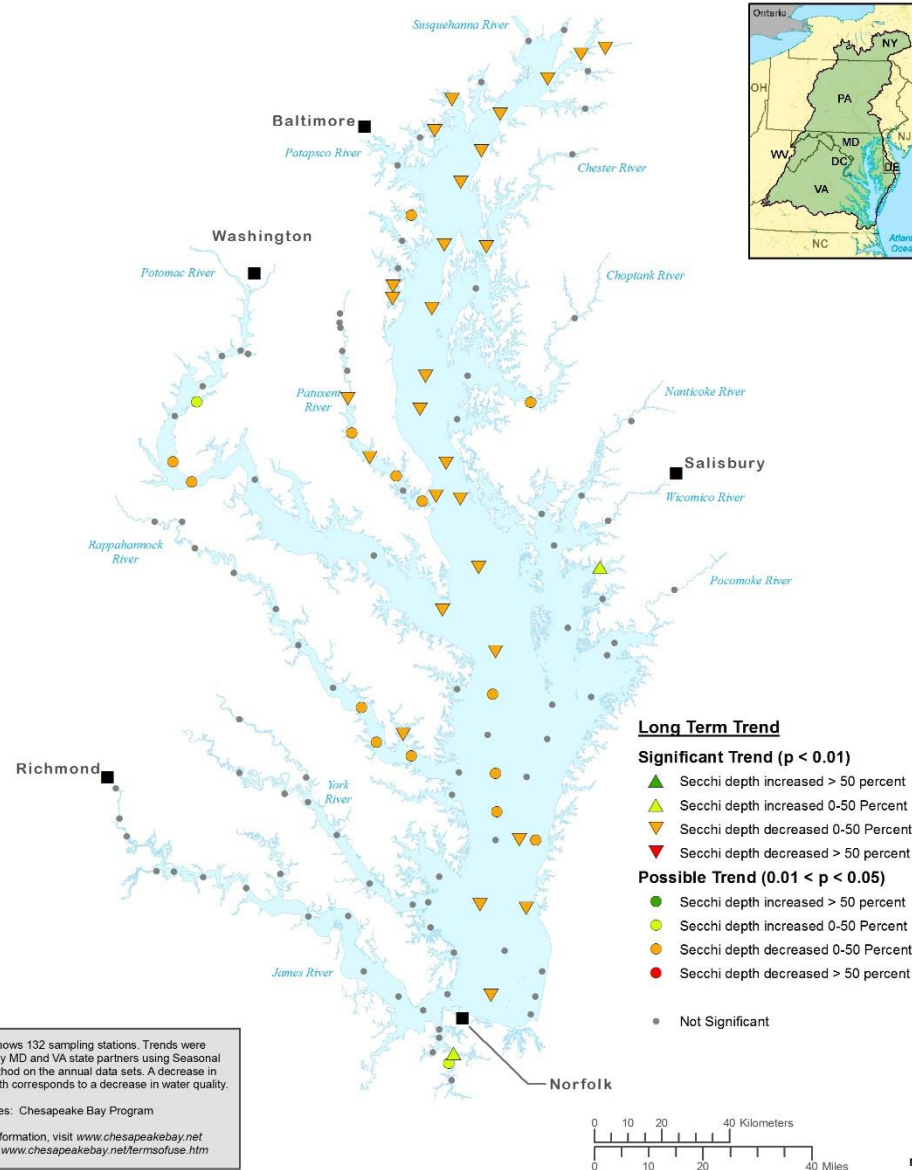 Ontario
NY
OH
PA
NJ
MD
WV
DC
DE
VA
NC
Atlantic
Ocean
Susquehanna River
Baltimore
Patapsco River
Chester River
Washington
Potomac River
Choptank River
Patuxent
River
Nanticoke River
Salisbury
Wicomico River
Rappahannock
River
Pocomoke River
Richmond
York
River
James River
Norfolk
Long Term Trend
Significant Trend (p < 0.01)
Secchi depth increased > 50 percent
Secchi depth increased 0-50 Percent
Secchi depth decreased 0-50 Percent
Secchi depth decreased > 50 percent
Possible Trend (0.01 < p < 0.05)
Secchi depth increased > 50 percent
Secchi depth increased 0-50 Percent
Secchi depth decreased 0-50 Percent
Secchi depth decreased > 50 percent
Not Significant
hows 132 sampling stations. Trends were
y MD and VA state partners using Seasonal
thod on the annual data sets. A decrease in
th corresponds to a decrease in water quality.
es: Chesapeake Bay Program
formation, visit www.chesapeakebay.net
www.chesapeakebay.net/termsofuse.htm
0 10 20 40 Kilometers
0 10 20 40 Miles